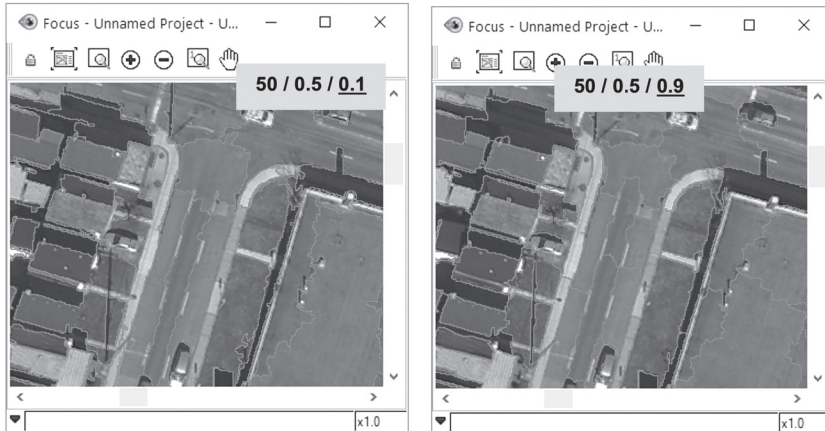 Focus - Unnamed Project - U...
50 / 0.5 / 0.1
x1.0
Focus - Unnamed Project - U...
50 / 0.5 / 0.9
x1.0